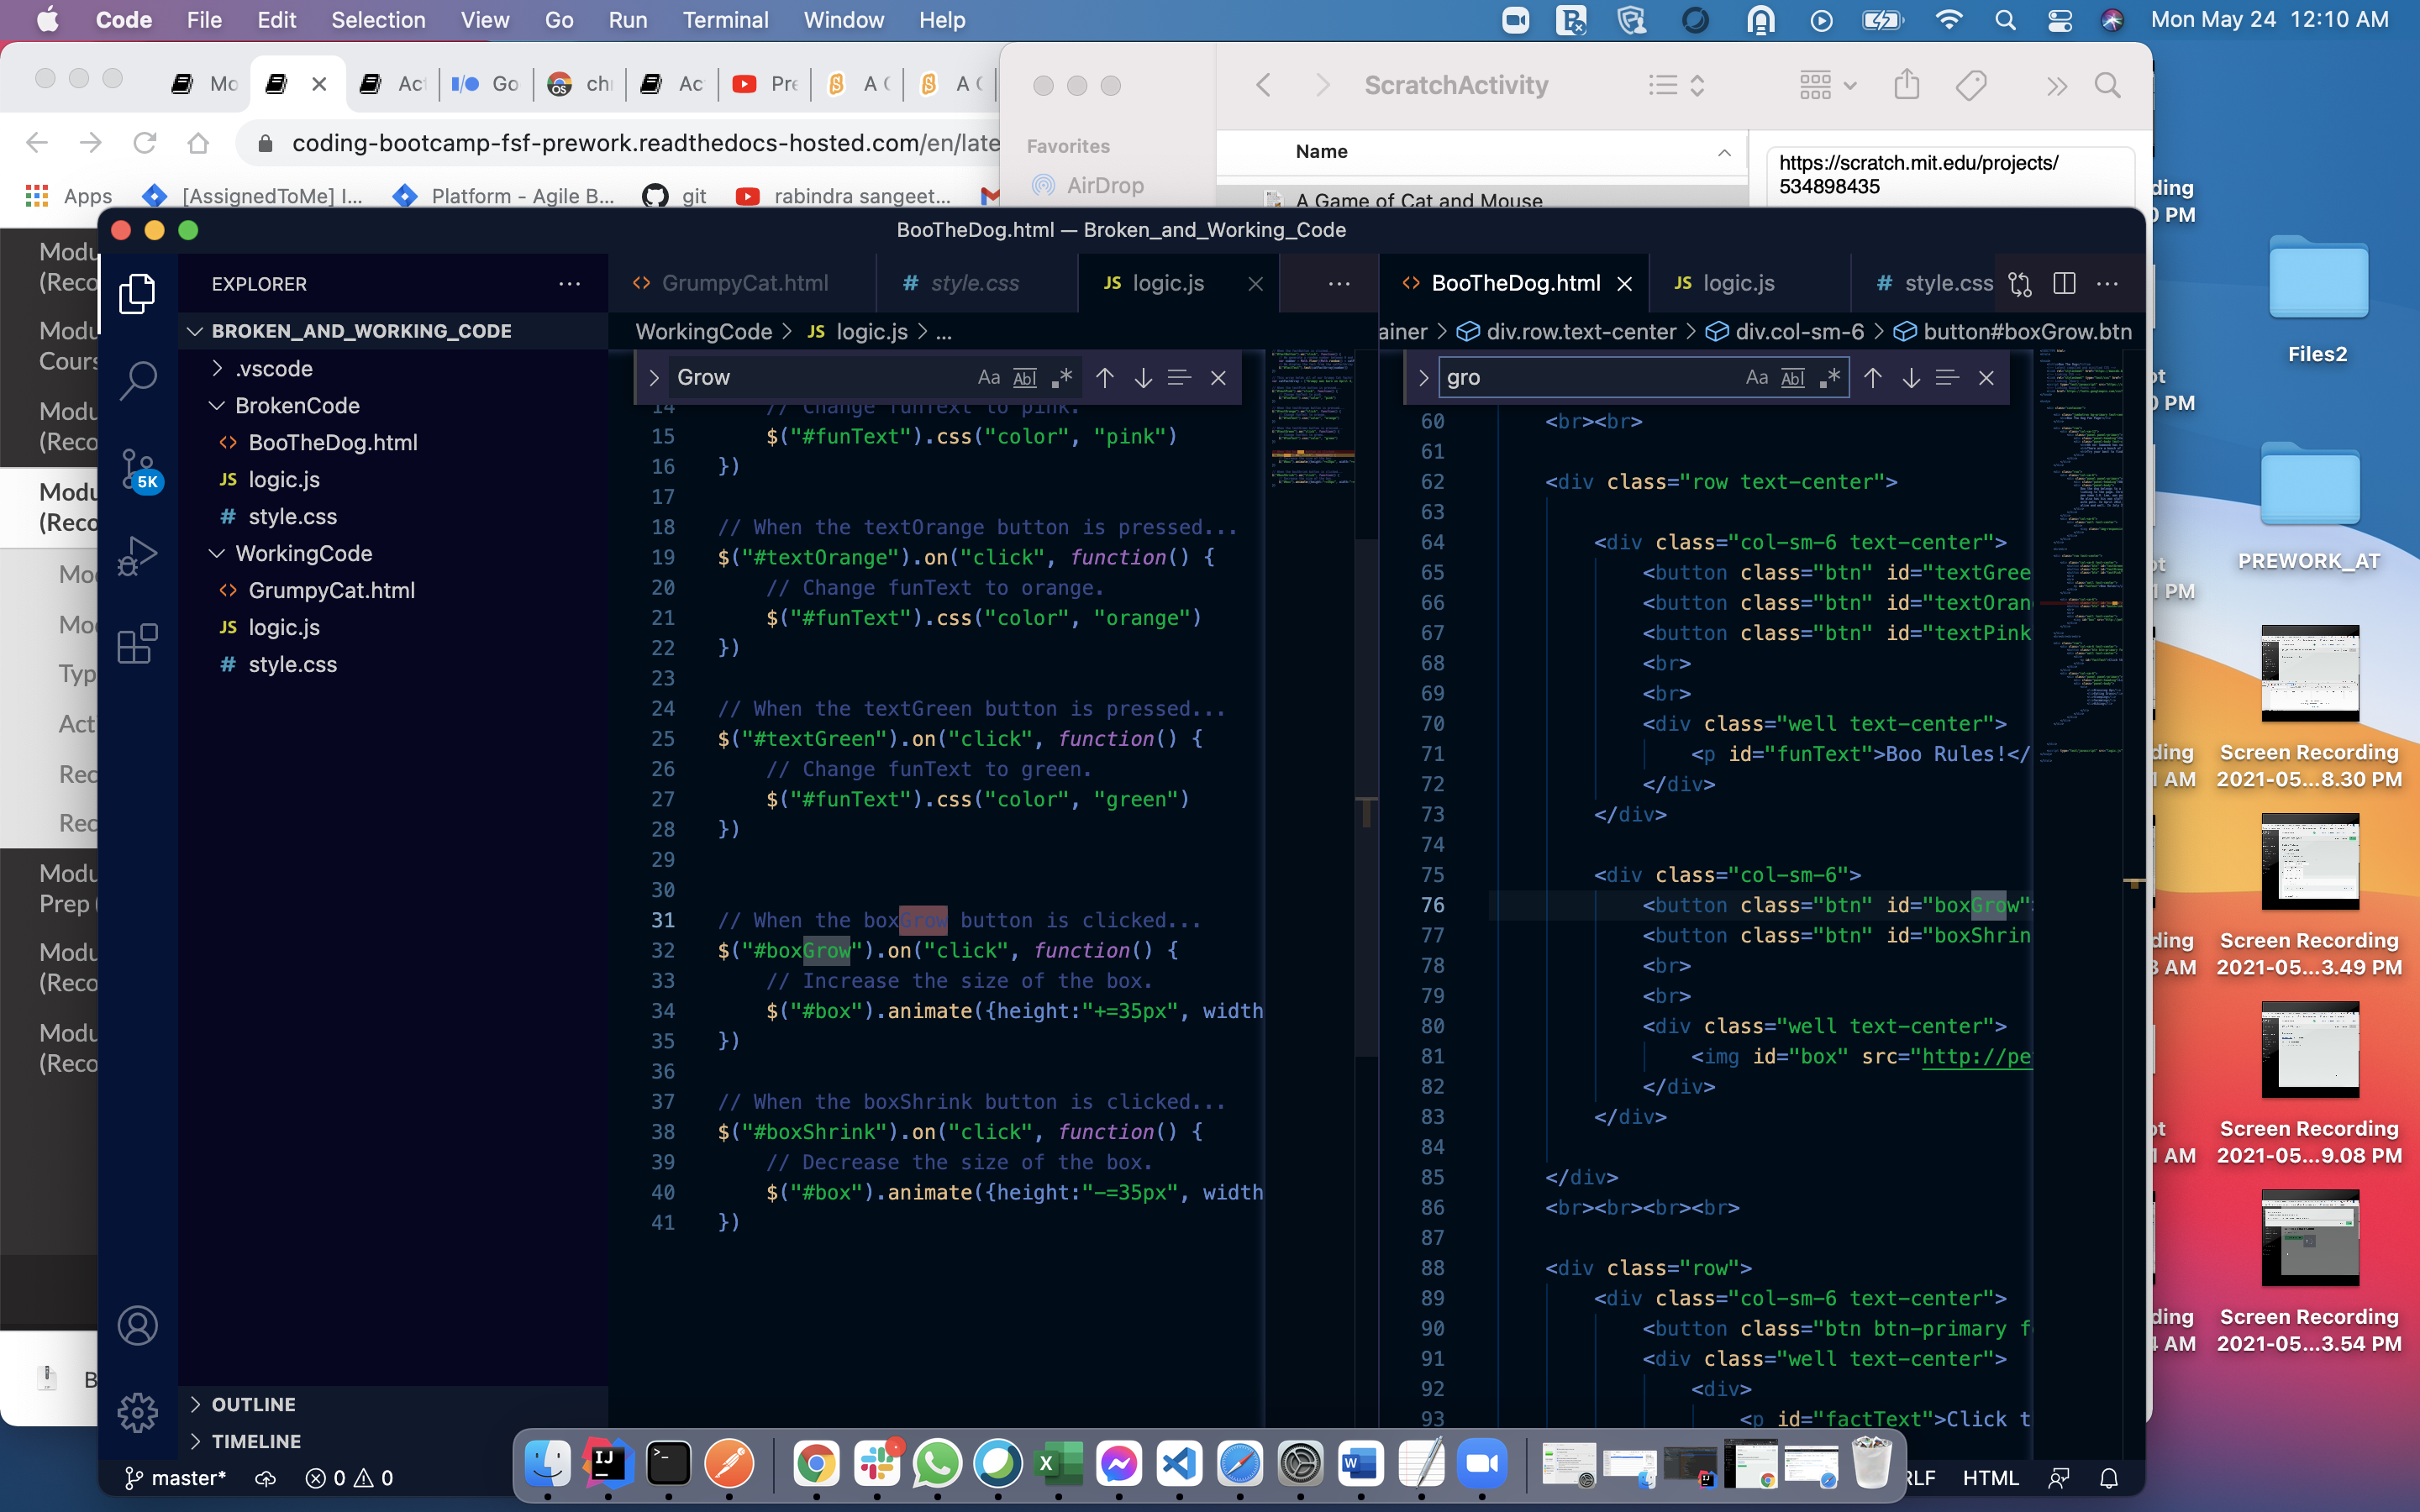 Code File Edit Selection View Go Run Terminal Window Help Mon May 24 12:10 AM
Mo Act Go chr Act Pre A A
coding-bootcamp-fsf-prework.readthedocs-hosted.com/en/late
Apps [AssignedToMe] I... Platform - Agile B... git rabindra sangeet...
ScratchActivity
Favorites
AirDrop
Name
A Game of Cat and Mouse
https://scratch.mit.edu/projects/
534898435
BooTheDog.html — Broken_and_Working_Code
EXPLORER
BROKEN_AND_WORKING_CODE
.vscode
BrokenCode
BooTheDog.html
JS logic.js
# style.css
WorkingCode
GrumpyCat.html
JS logic.js
# style.css
OUTLINE
TIMELINE
5K
GrumpyCat.html # style.css JS logic.js
WorkingCode > JS logic.js > ...
Grow Aa Abl .*
14 // Change funText to pink.
15 $("#funText").css("color", "pink")
16 })
17
18 // When the textOrange button is pressed...
19 $("#textOrange").on("click", function() {
20 // Change funText to orange.
21 $("#funText").css("color", "orange")
22 })
23
24 // When the textGreen button is pressed...
25 $("#textGreen").on("click", function() {
26 // Change funText to green.
27 $("#funText").css("color", "green")
28 })
29
30
31 // When the boxGrow button is clicked...
32 $("#boxGrow").on("click", function() {
33 // Increase the size of the box.
34 $("#box").animate({height:"+=35px", width
35 })
36
37 // When the boxShrink button is clicked...
38 $("#boxShrink").on("click", function() {
39 // Decrease the size of the box.
40 $("#box").animate({height:"-=35px", width
41 })
BooTheDog.html JS logic.js # style.css
ainer > div.row.text-center > div.col-sm-6 > button#boxGrow.btn
gro Aa Abl .*
60 <br><br>
61
62 <div class="row text-center">
63
64 <div class="col-sm-6 text-center">
65 <button class="btn" id="textGree
66 <button class="btn" id="textOran
67 <button class="btn" id="textPink
68 <br>
69 <br>
70 <div class="well text-center">
71 <p id="funText">Boo Rules!</
72 </div>
73 </div>
74
75 <div class="col-sm-6">
76 <button class="btn" id="boxGrow">
77 <button class="btn" id="boxShrin
78 <br>
79 <br>
80 <div class="well text-center">
81 <img id="box" src="http://pe
82 </div>
83 </div>
84
85 </div>
86 <br><br><br><br>
87
88 <div class="row">
89 <div class="col-sm-6 text-center">
90 <button class="btn btn-primary f
91 <div class="well text-center">
92 <div>
93 <p id="factText">Click t
master* 0 0 RLF HTML
Modu
(Reco
Modu
Cours
Modu
(Reco
Modu
(Reco
Mod
Mod
Typ
Act
Rec
Rec
Modu
Prep (
Modu
(Reco
Modu
(Reco
B
Files2
PREWORK_AT
Screen Recording
2021-05...8.30 PM
Screen Recording
2021-05...3.49 PM
Screen Recording
2021-05...9.08 PM
Screen Recording
2021-05...3.54 PM